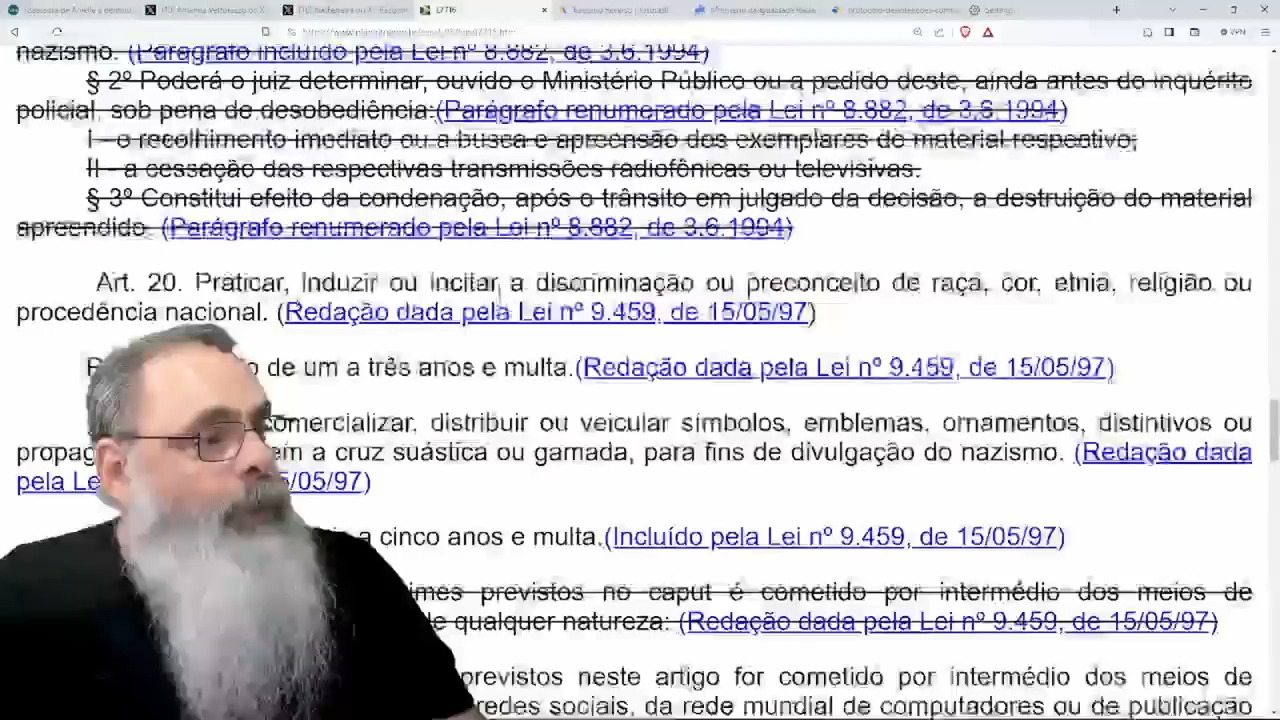 L7716
nazismo. (Parágrafo incluído pela Lei nº 8.882, de 3.6.1994)
§ 2º Poderá o juiz determinar, ouvido o Ministério Público ou a pedido deste, ainda antes do inquérito
policial, sob pena de desobediência:(Parágrafo renumerado pela Lei nº 8.882, de 3.6.1994)
I - o recolhimento imediato ou a busca e apreensão dos exemplares do material respectivo;
II - a cessação das respectivas transmissões radiofônicas ou televisivas.
§ 3º Constitui efeito da condenação, após o trânsito em julgado da decisão, a destruição do material
apreendido. (Parágrafo renumerado pela Lei nº 8.882, de 3.6.1994)
Art. 20. Praticar, induzir ou incitar a discriminação ou preconceito de raça, cor, etnia, religião ou
procedência nacional. (Redação dada pela Lei nº 9.459, de 15/05/97)
de um a três anos e multa.(Redação dada pela Lei nº 9.459, de 15/05/97)
comercializar, distribuir ou veicular símbolos, emblemas, ornamentos, distintivos ou
a cruz suástica ou gamada, para fins de divulgação do nazismo. (Redação dada
pela /05/97)
a cinco anos e multa.(Incluído pela Lei nº 9.459, de 15/05/97)
previstos no caput é cometido por intermédio dos meios de
qualquer natureza: (Redação dada pela Lei nº 9.459, de 15/05/97)
previstos neste artigo for cometido por intermédio dos meios de
redes sociais, da rede mundial de computadores ou de publicação